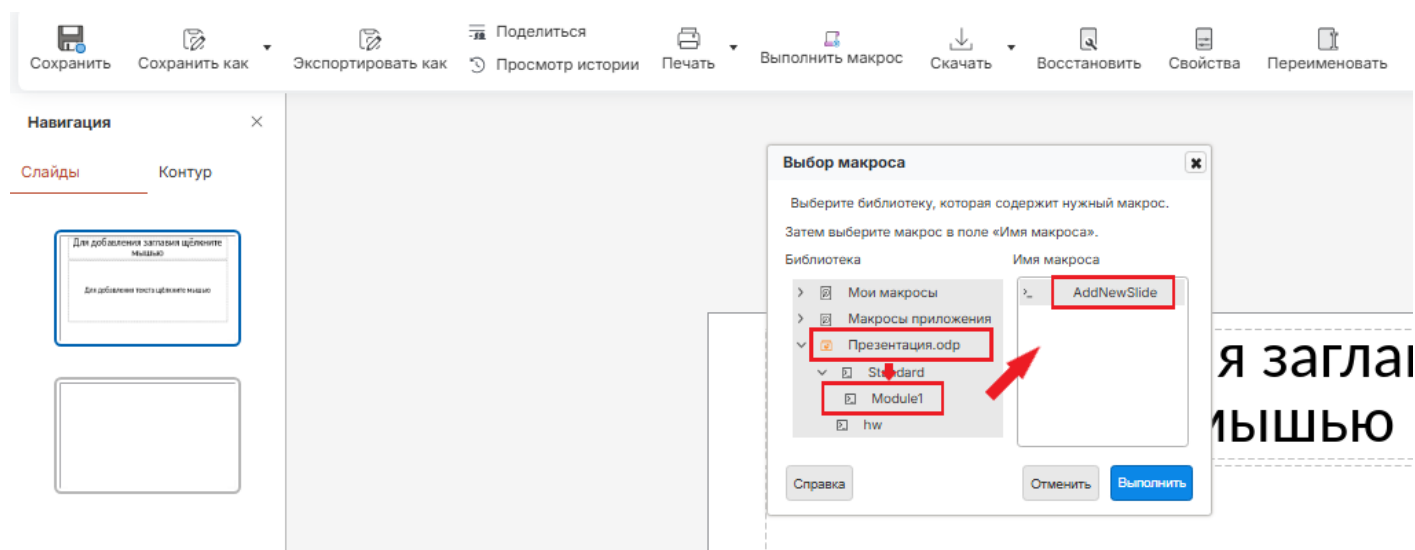 Поделиться
Сохранить
Сохранить как
Экспортировать как
Просмотр истории
Печать
Выполнить макрос
Скачать
Восстановить
Свойства
Переименовать
Навигация
Слайды
Контур
Для добавления заглавия щёлкните
мышью
Для добавления текста щёлкните мышью
Выбор макроса
Выберите библиотеку, которая содержит нужный макрос.
Затем выберите макрос в поле «Имя макроса».
Библиотека
Имя макроса
Мои макросы
Макросы приложения
Презентация.odp
Standard
Module1
hw
AddNewSlide
Справка
Отменить
Выполнить
я загла
мышью